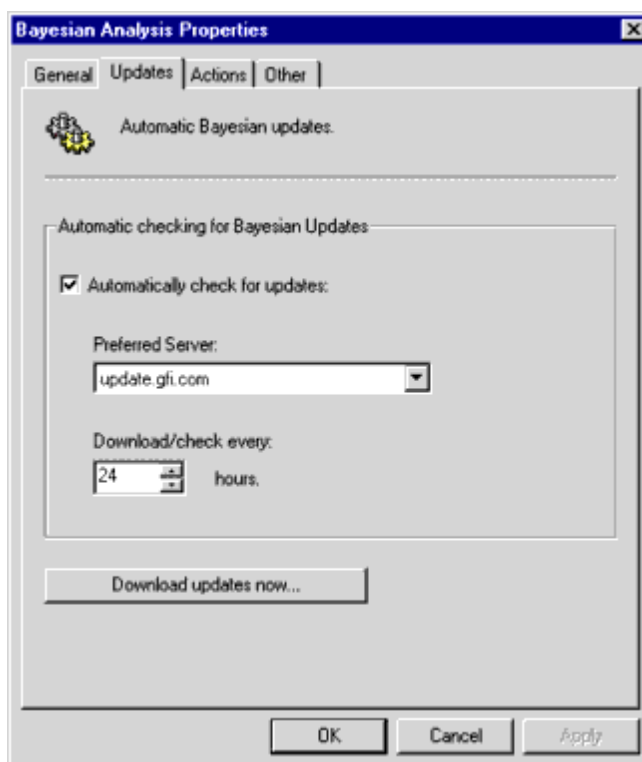 Bayesian Analysis Properties
General Updates Actions Other
Automatic Bayesian updates.
Automatic checking for Bayesian Updates
Automatically check for updates:
Preferred Server:
update.gfi.com
Download/check every:
24 hours.
Download updates now...
OK Cancel Apply